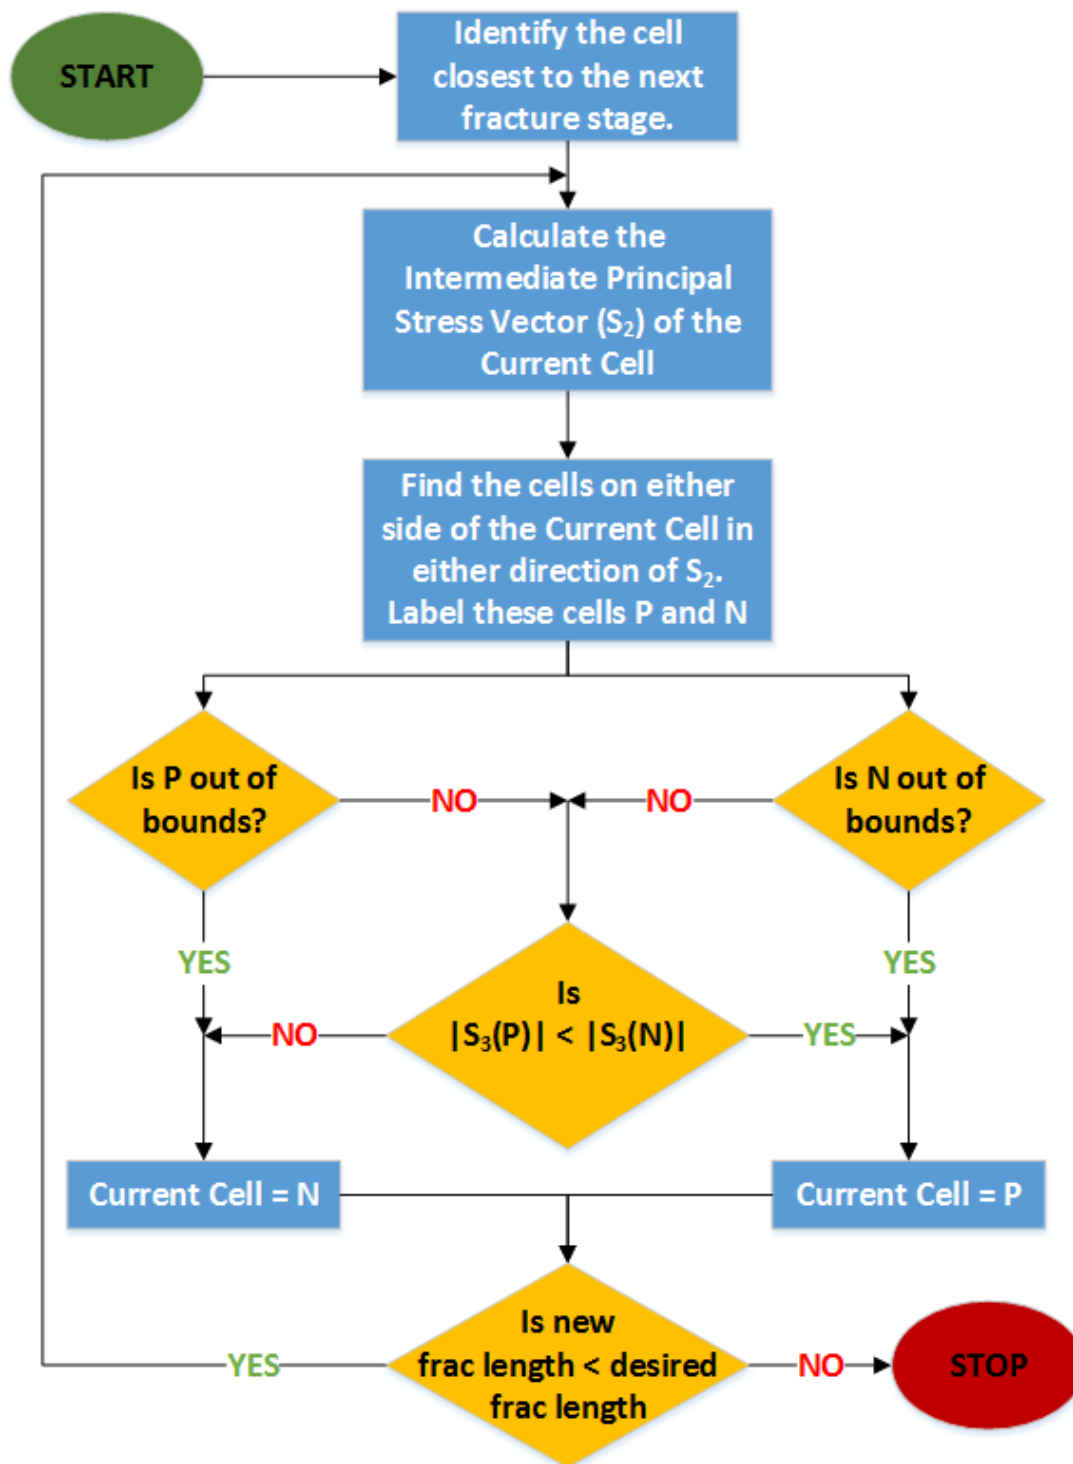 START
Identify the cell
closest to the next
fracture stage.
Calculate the
Intermediate Principal
Stress Vector (S₂) of the
Current Cell
Find the cells on either
side of the Current Cell in
either direction of S₂.
Label these cells P and N
Is P out of
bounds?
NO
NO
Is N out of
bounds?
YES
YES
Is
|S₃(P)| < |S₃(N)|
NO
YES
Current Cell = N
Current Cell = P
Is new
frac length < desired
frac length
YES
NO
STOP